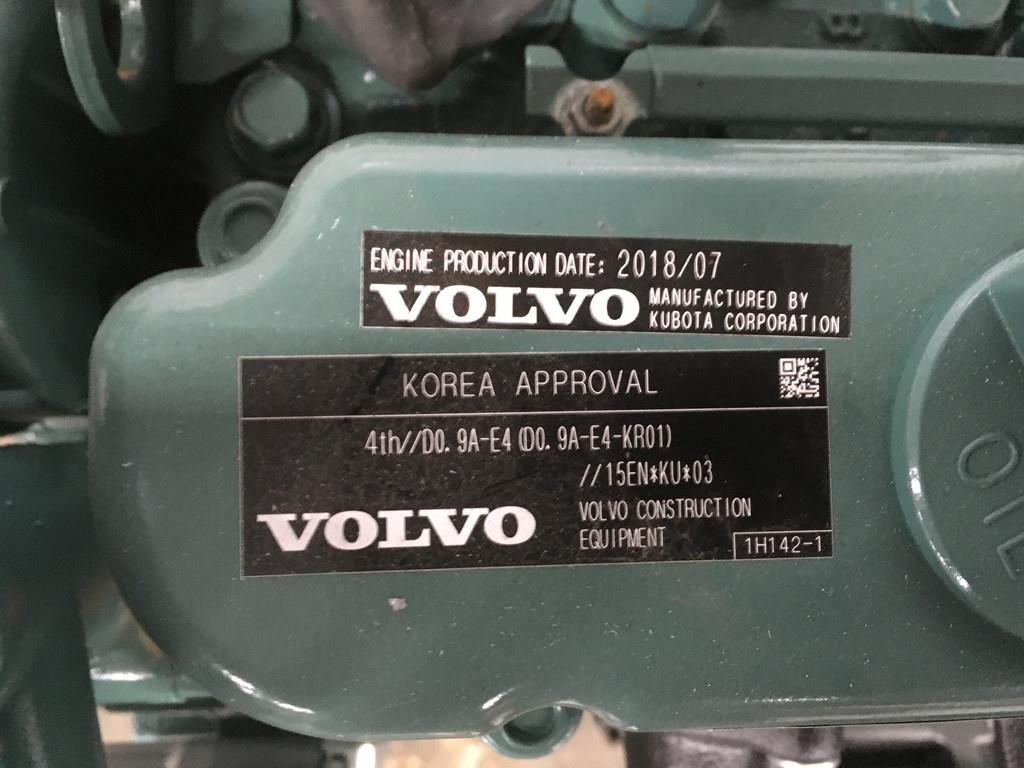 ENGINE PRODUCTION DATE: 2018/07
VOLVO MANUFACTURED BY
KUBOTA CORPORATION
KOREA APPROVAL
4th//D0.9A-E4(D0.9A-E4-KR01)
//15EN*KU*03
VOLVO VOLVO CONSTRUCTION
EQUIPMENT
1H142-1
OIL